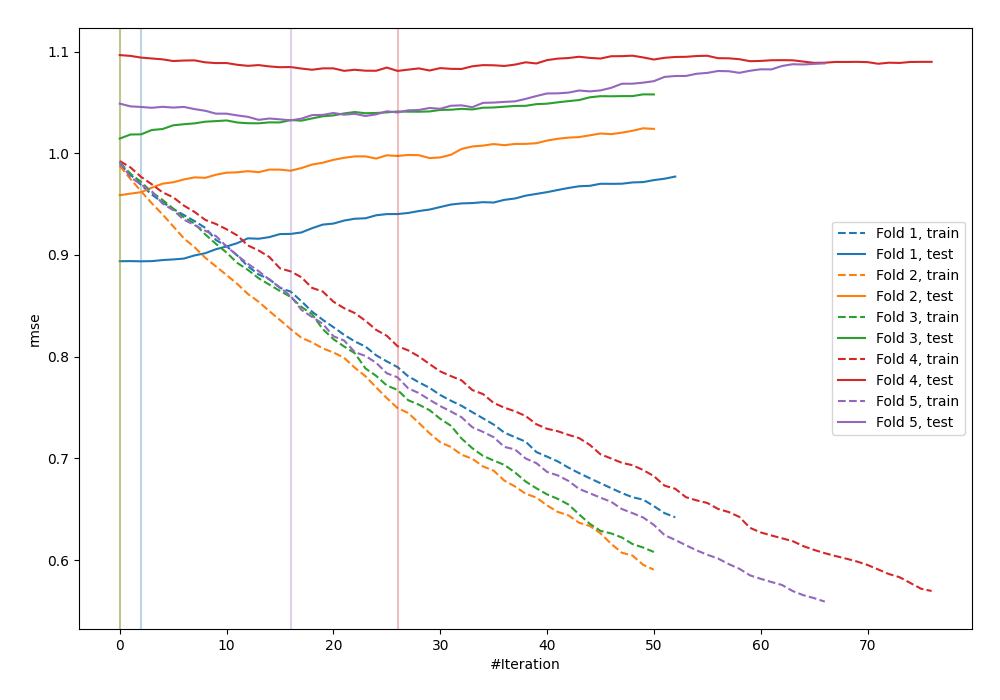 1.1
1.0
0.9
0.8
0.7
0.6
rmse
0
10
20
30
40
50
60
70
#Iteration
Fold 1, train
Fold 1, test
Fold 2, train
Fold 2, test
Fold 3, train
Fold 3, test
Fold 4, train
Fold 4, test
Fold 5, train
Fold 5, test